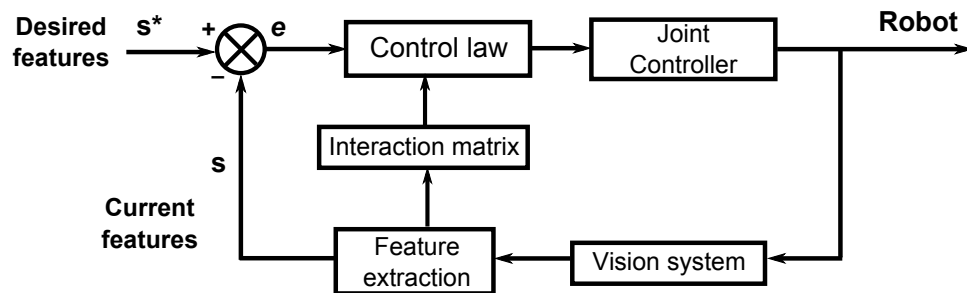 Desired
features
s*
+
−
e
Control law
Joint
Controller
Robot
Interaction matrix
s
Current
features
Feature
extraction
Vision system